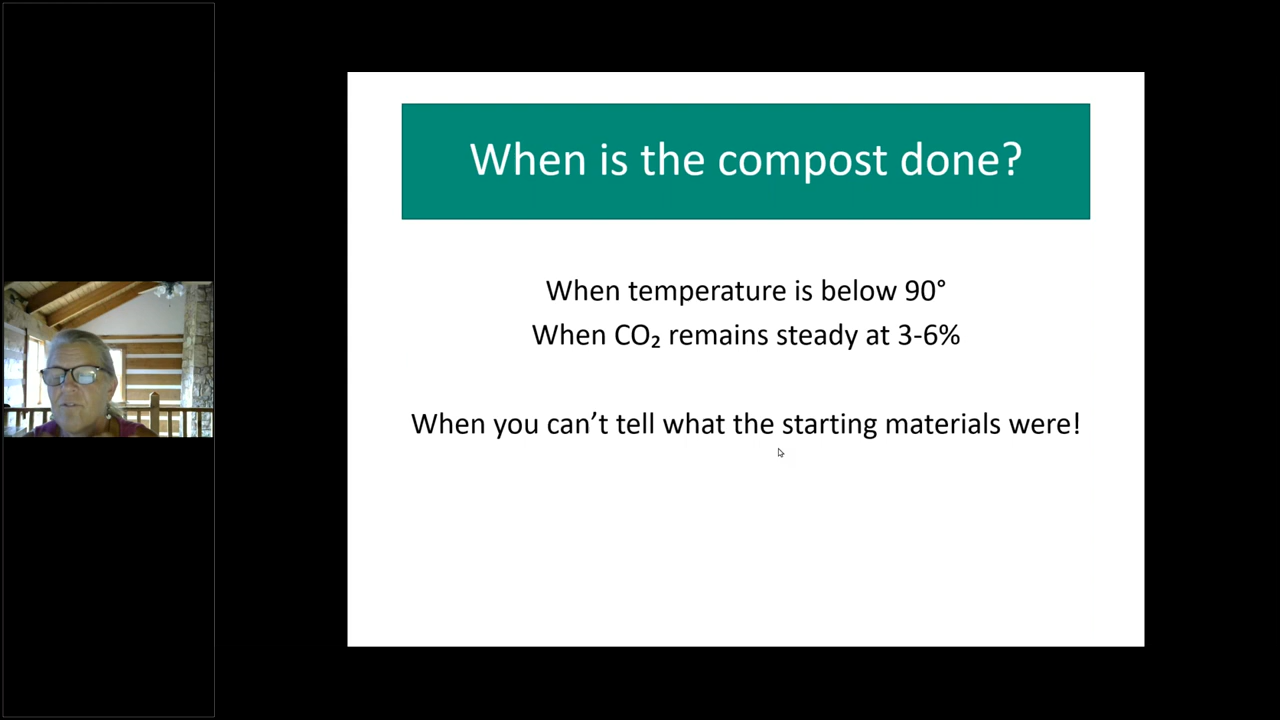 When is the compost done?
When temperature is below 90°
When CO₂ remains steady at 3-6%
When you can’t tell what the starting materials were!